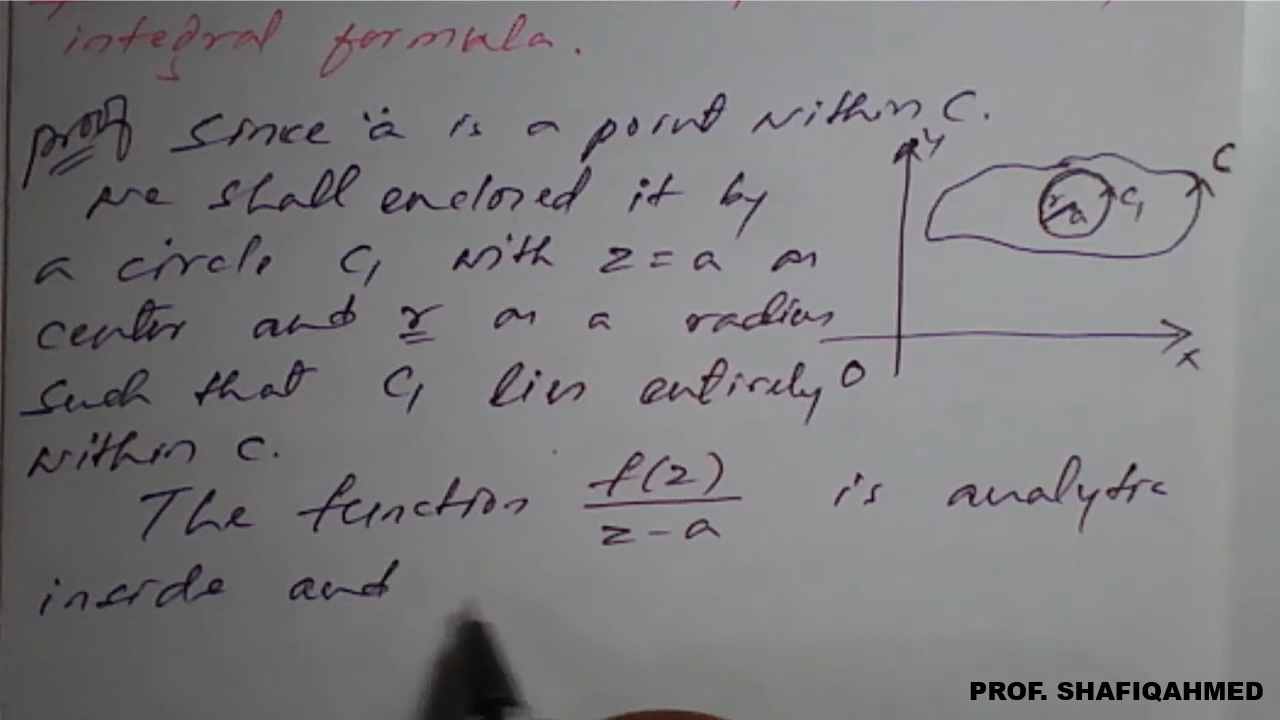 integral formula.
proof Since 'a' is a point within C.
we shall enclosed it by
a circle C₁ with z = a as
center and r as a radius
such that C₁ lies entirely
within C.
The function f(z)/(z-a) is analytic
inside and
y
C
r
a
C₁
O
x
PROF. SHAFIQAHMED